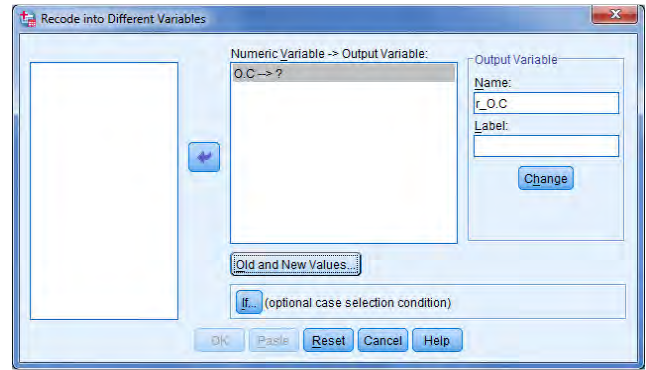 Recode into Different Variables
Numeric Variable -> Output Variable:
O.C --> ?
Output Variable
Name:
r_O.C
Label:
Change
Old and New Values...
If... (optional case selection condition)
OK Paste Reset Cancel Help